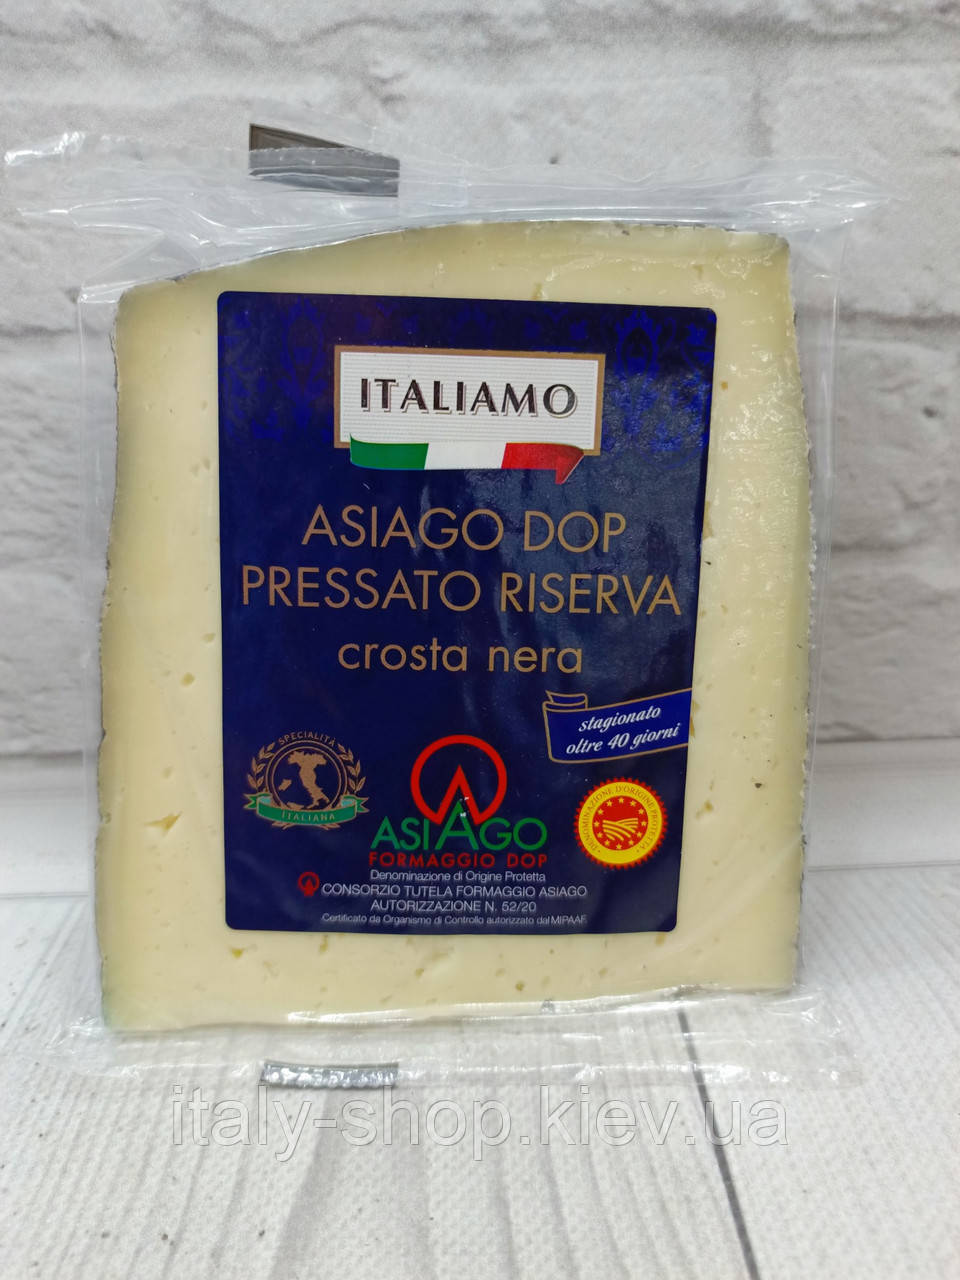 ITALIAMO
ASIAGO DOP
PRESSATO RISERVA
crosta nera
stagionato
oltre 40 giorni
SPECIALITÀ
ITALIANA
ASIAGO
FORMAGGIO DOP
DENOMINAZIONE D'ORIGINE PROTETTA
Denominazione di Origine Protetta
CONSORZIO TUTELA FORMAGGIO ASIAGO
AUTORIZZAZIONE N. 52/20
Certificato da Organismo di Controllo autorizzato dal MIPAAF.
italy-shop.kiev.ua